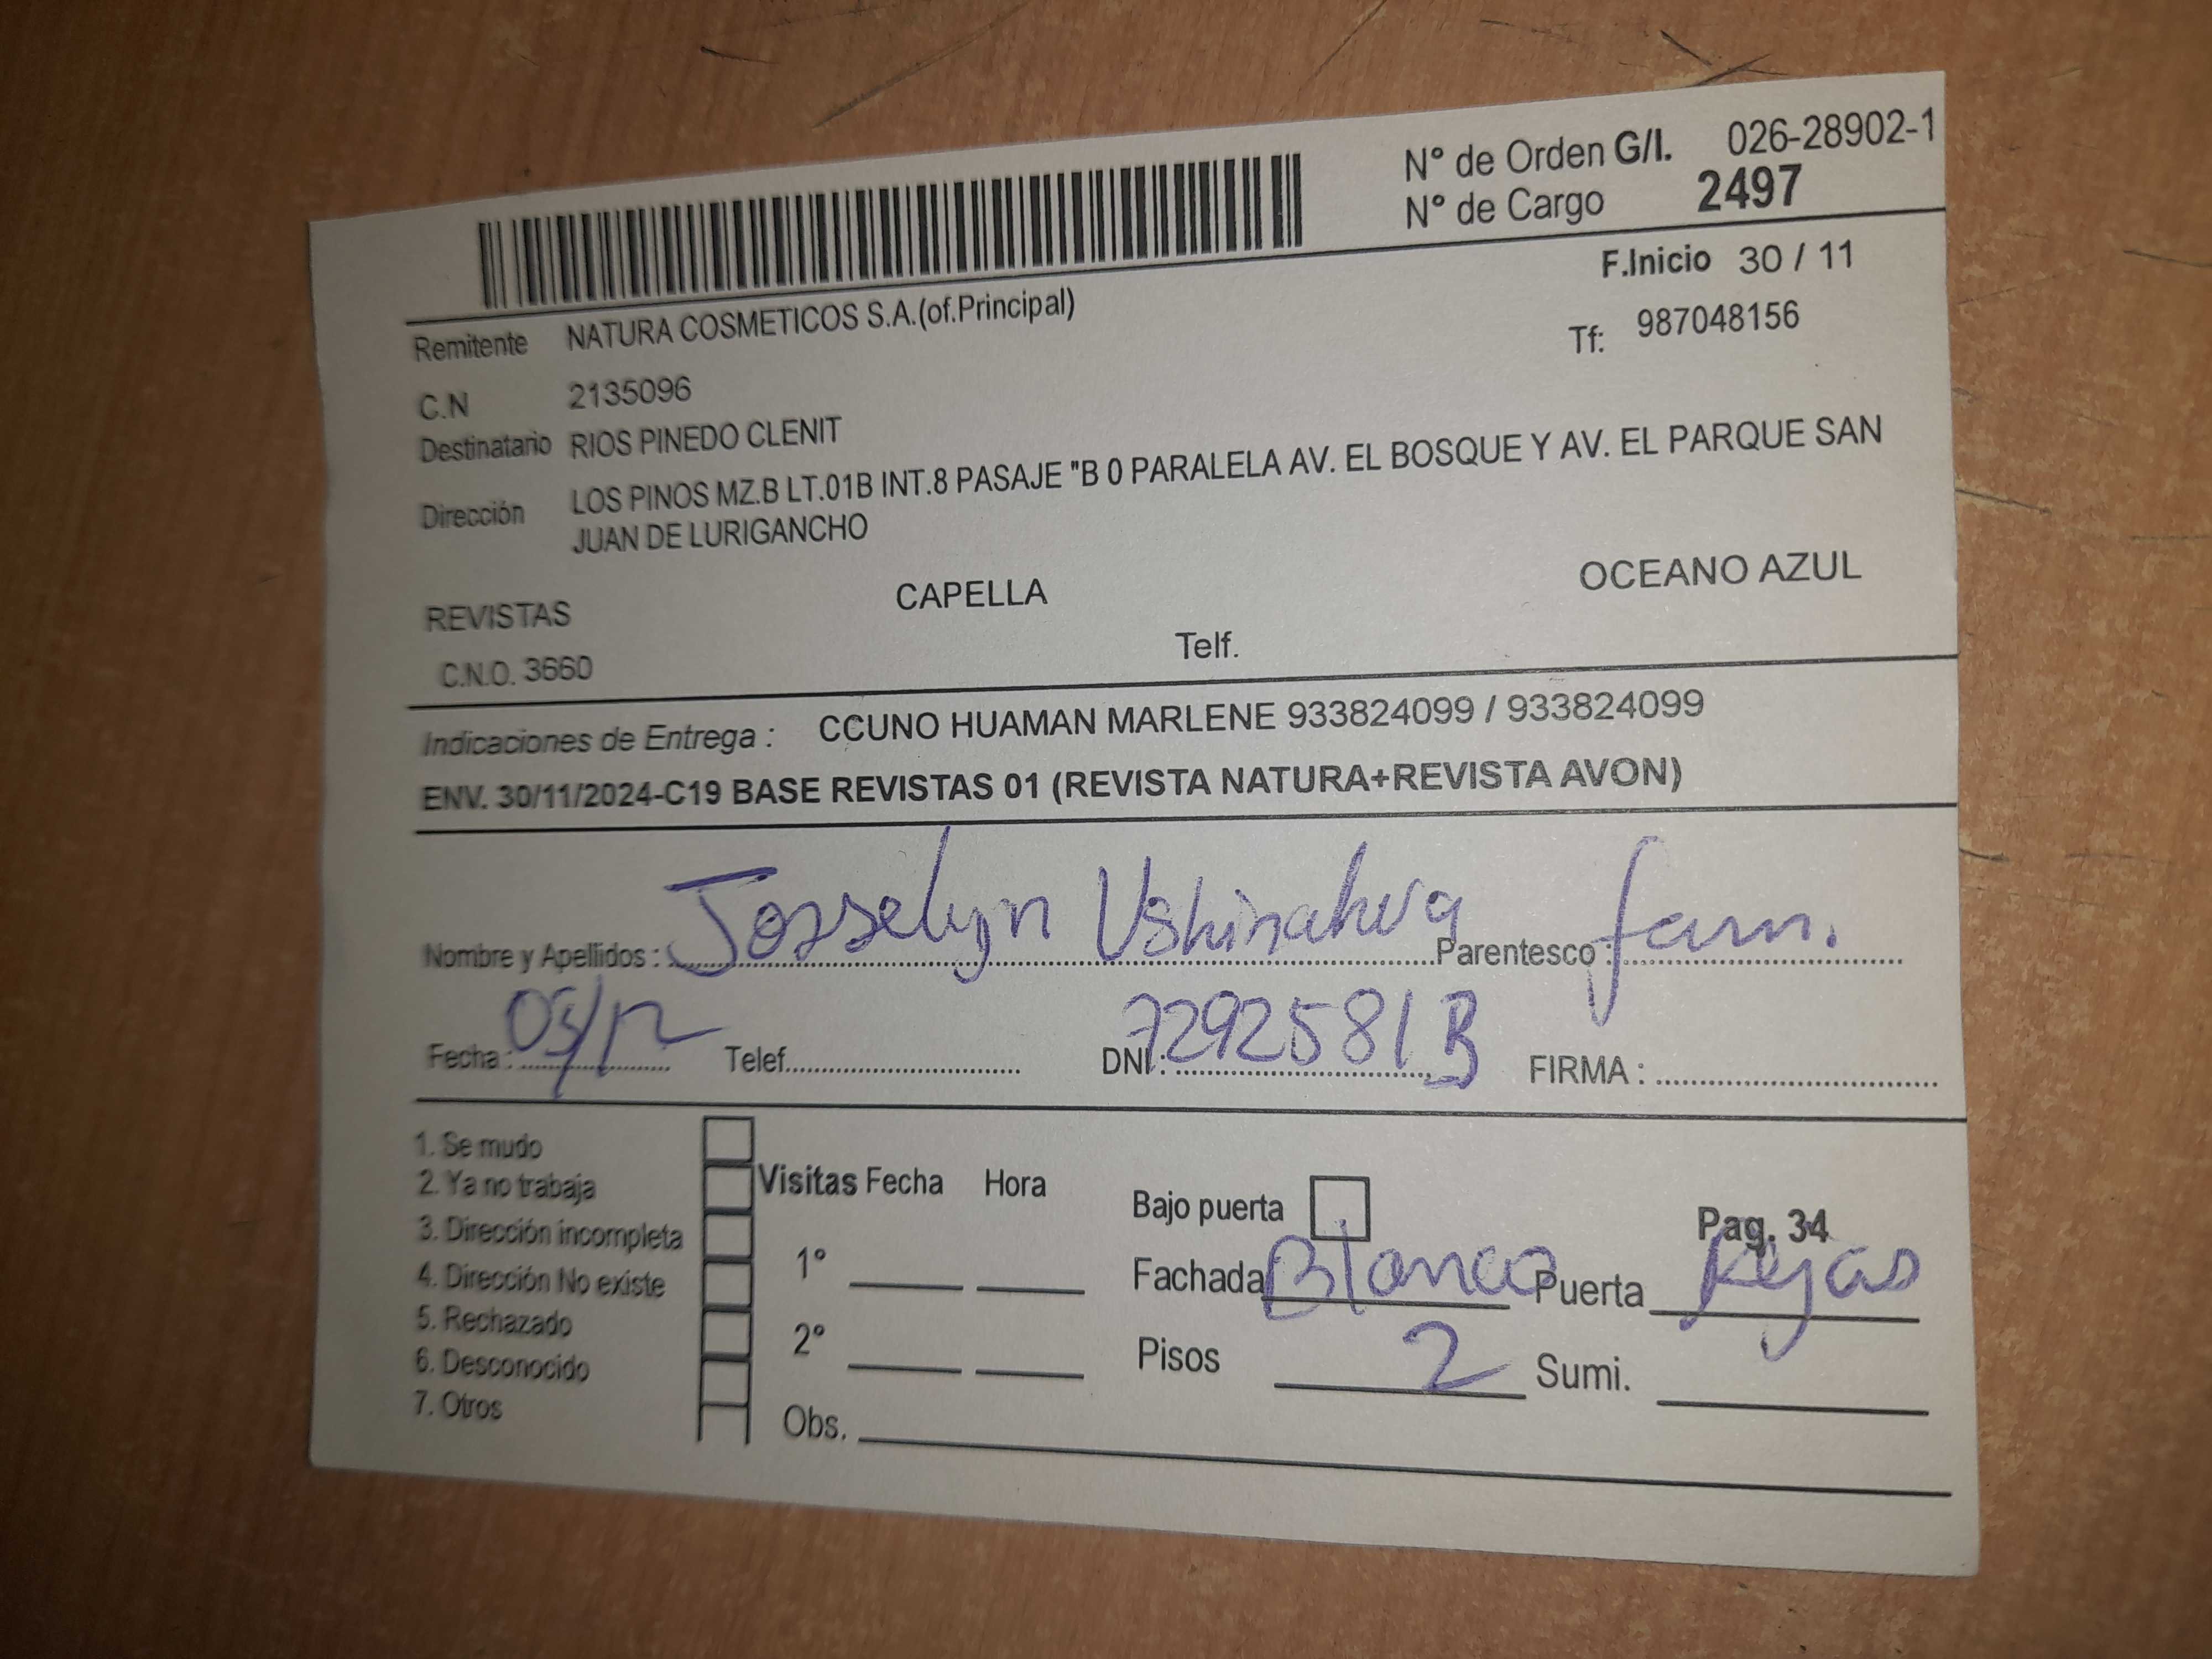 N° de Orden G/I. 026-28902-1
N° de Cargo 2497
F.Inicio 30 / 11
Remitente NATURA COSMETICOS S.A.(of.Principal)
Tf: 987048156
C.N 2135096
Destinatario RIOS PINEDO CLENIT
Dirección LOS PINOS MZ.B LT.01B INT.8 PASAJE "B 0 PARALELA AV. EL BOSQUE Y AV. EL PARQUE SAN
JUAN DE LURIGANCHO
REVISTAS CAPELLA OCEANO AZUL
C.N.O. 3660 Telf.
Indicaciones de Entrega : CCUNO HUAMAN MARLENE 933824099 / 933824099
ENV. 30/11/2024-C19 BASE REVISTAS 01 (REVISTA NATURA+REVISTA AVON)
Nombre y Apellidos : Josselyn Ushinahua Parentesco : fam.
Fecha : Telef. DNI : FIRMA :
1. Se mudo
2. Ya no trabaja
3. Dirección incompleta
4. Dirección No existe
5. Rechazado
6. Desconocido
7. Otros
Visitas Fecha Hora
1°
2°
Obs.
Bajo puerta Pag. 34
Fachada Blanco Puerta Rejas
Pisos 2 Sumi.